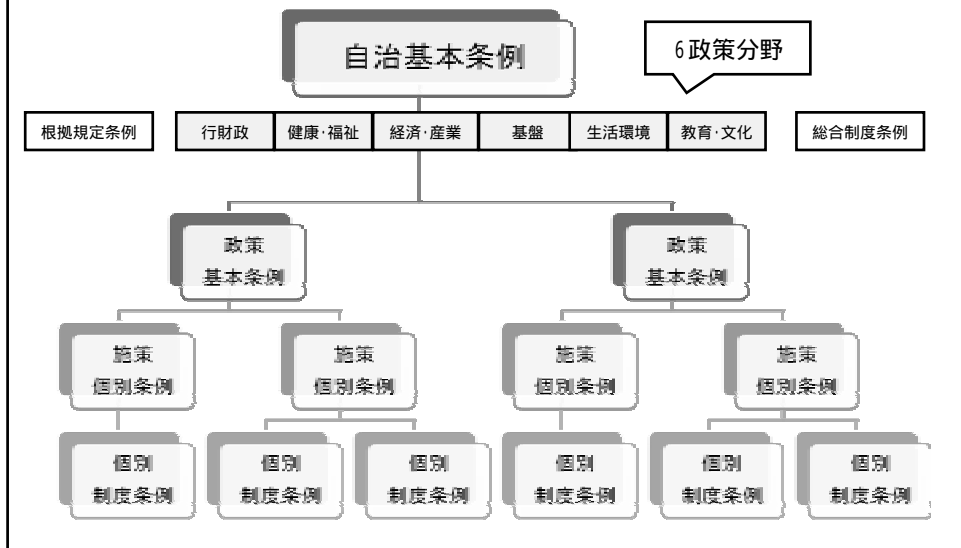 自治基本条例
6政策分野
根拠規定条例
行財政
健康・福祉
経済・産業
基盤
生活環境
教育・文化
総合制度条例
政策
基本条例
政策
基本条例
施策
個別条例
施策
個別条例
施策
個別条例
施策
個別条例
個別
制度条例
個別
制度条例
個別
制度条例
個別
制度条例
個別
制度条例
個別
制度条例